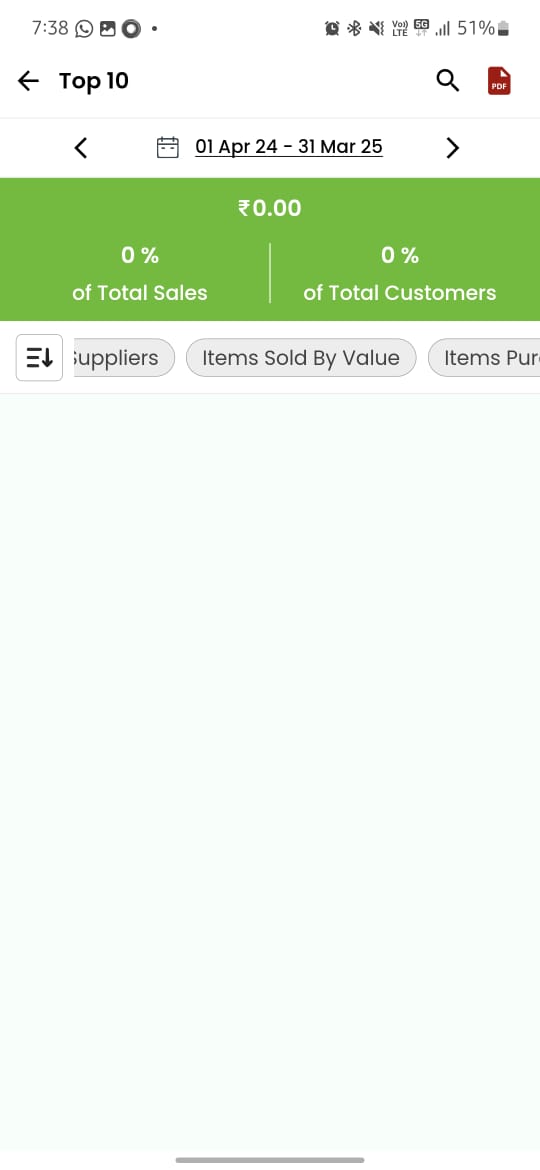 7:38 51%
Vo)) LTE 5G
Top 10
PDF
01 Apr 24 - 31 Mar 25
₹0.00
0 % 0 %
of Total Sales of Total Customers
Suppliers Items Sold By Value Items Pur